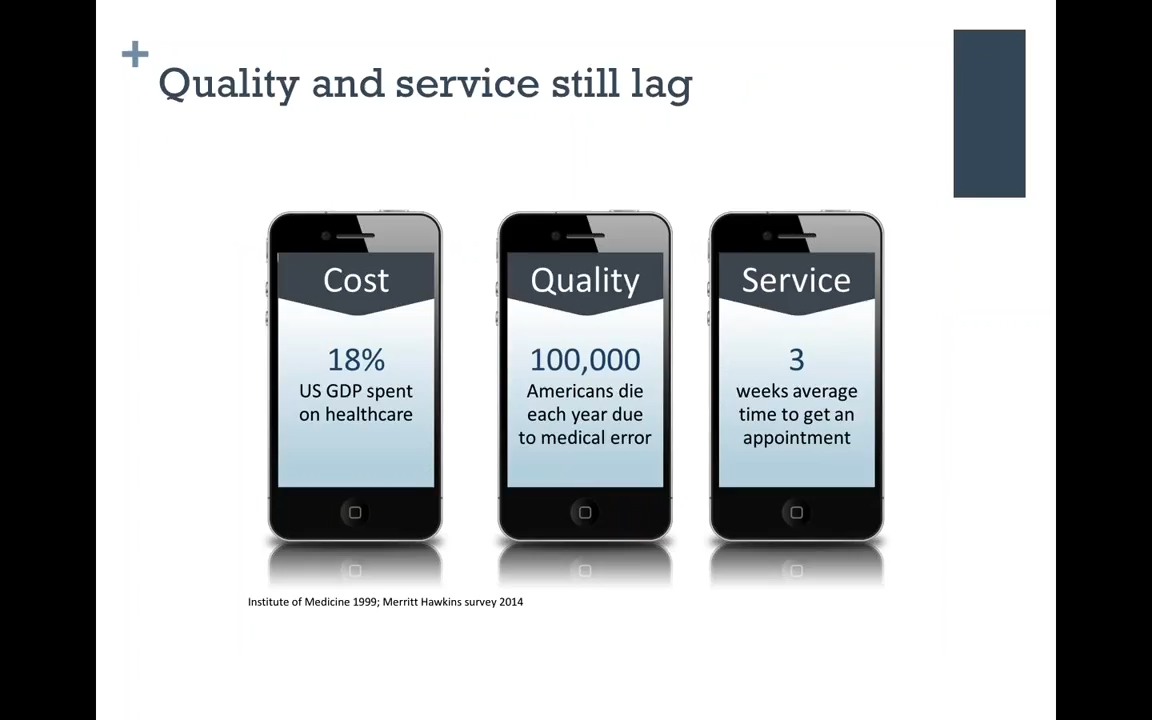 +
Quality and service still lag
Cost
18%
US GDP spent
on healthcare
Quality
100,000
Americans die
each year due
to medical error
Service
3
weeks average
time to get an
appointment
Institute of Medicine 1999; Merritt Hawkins survey 2014